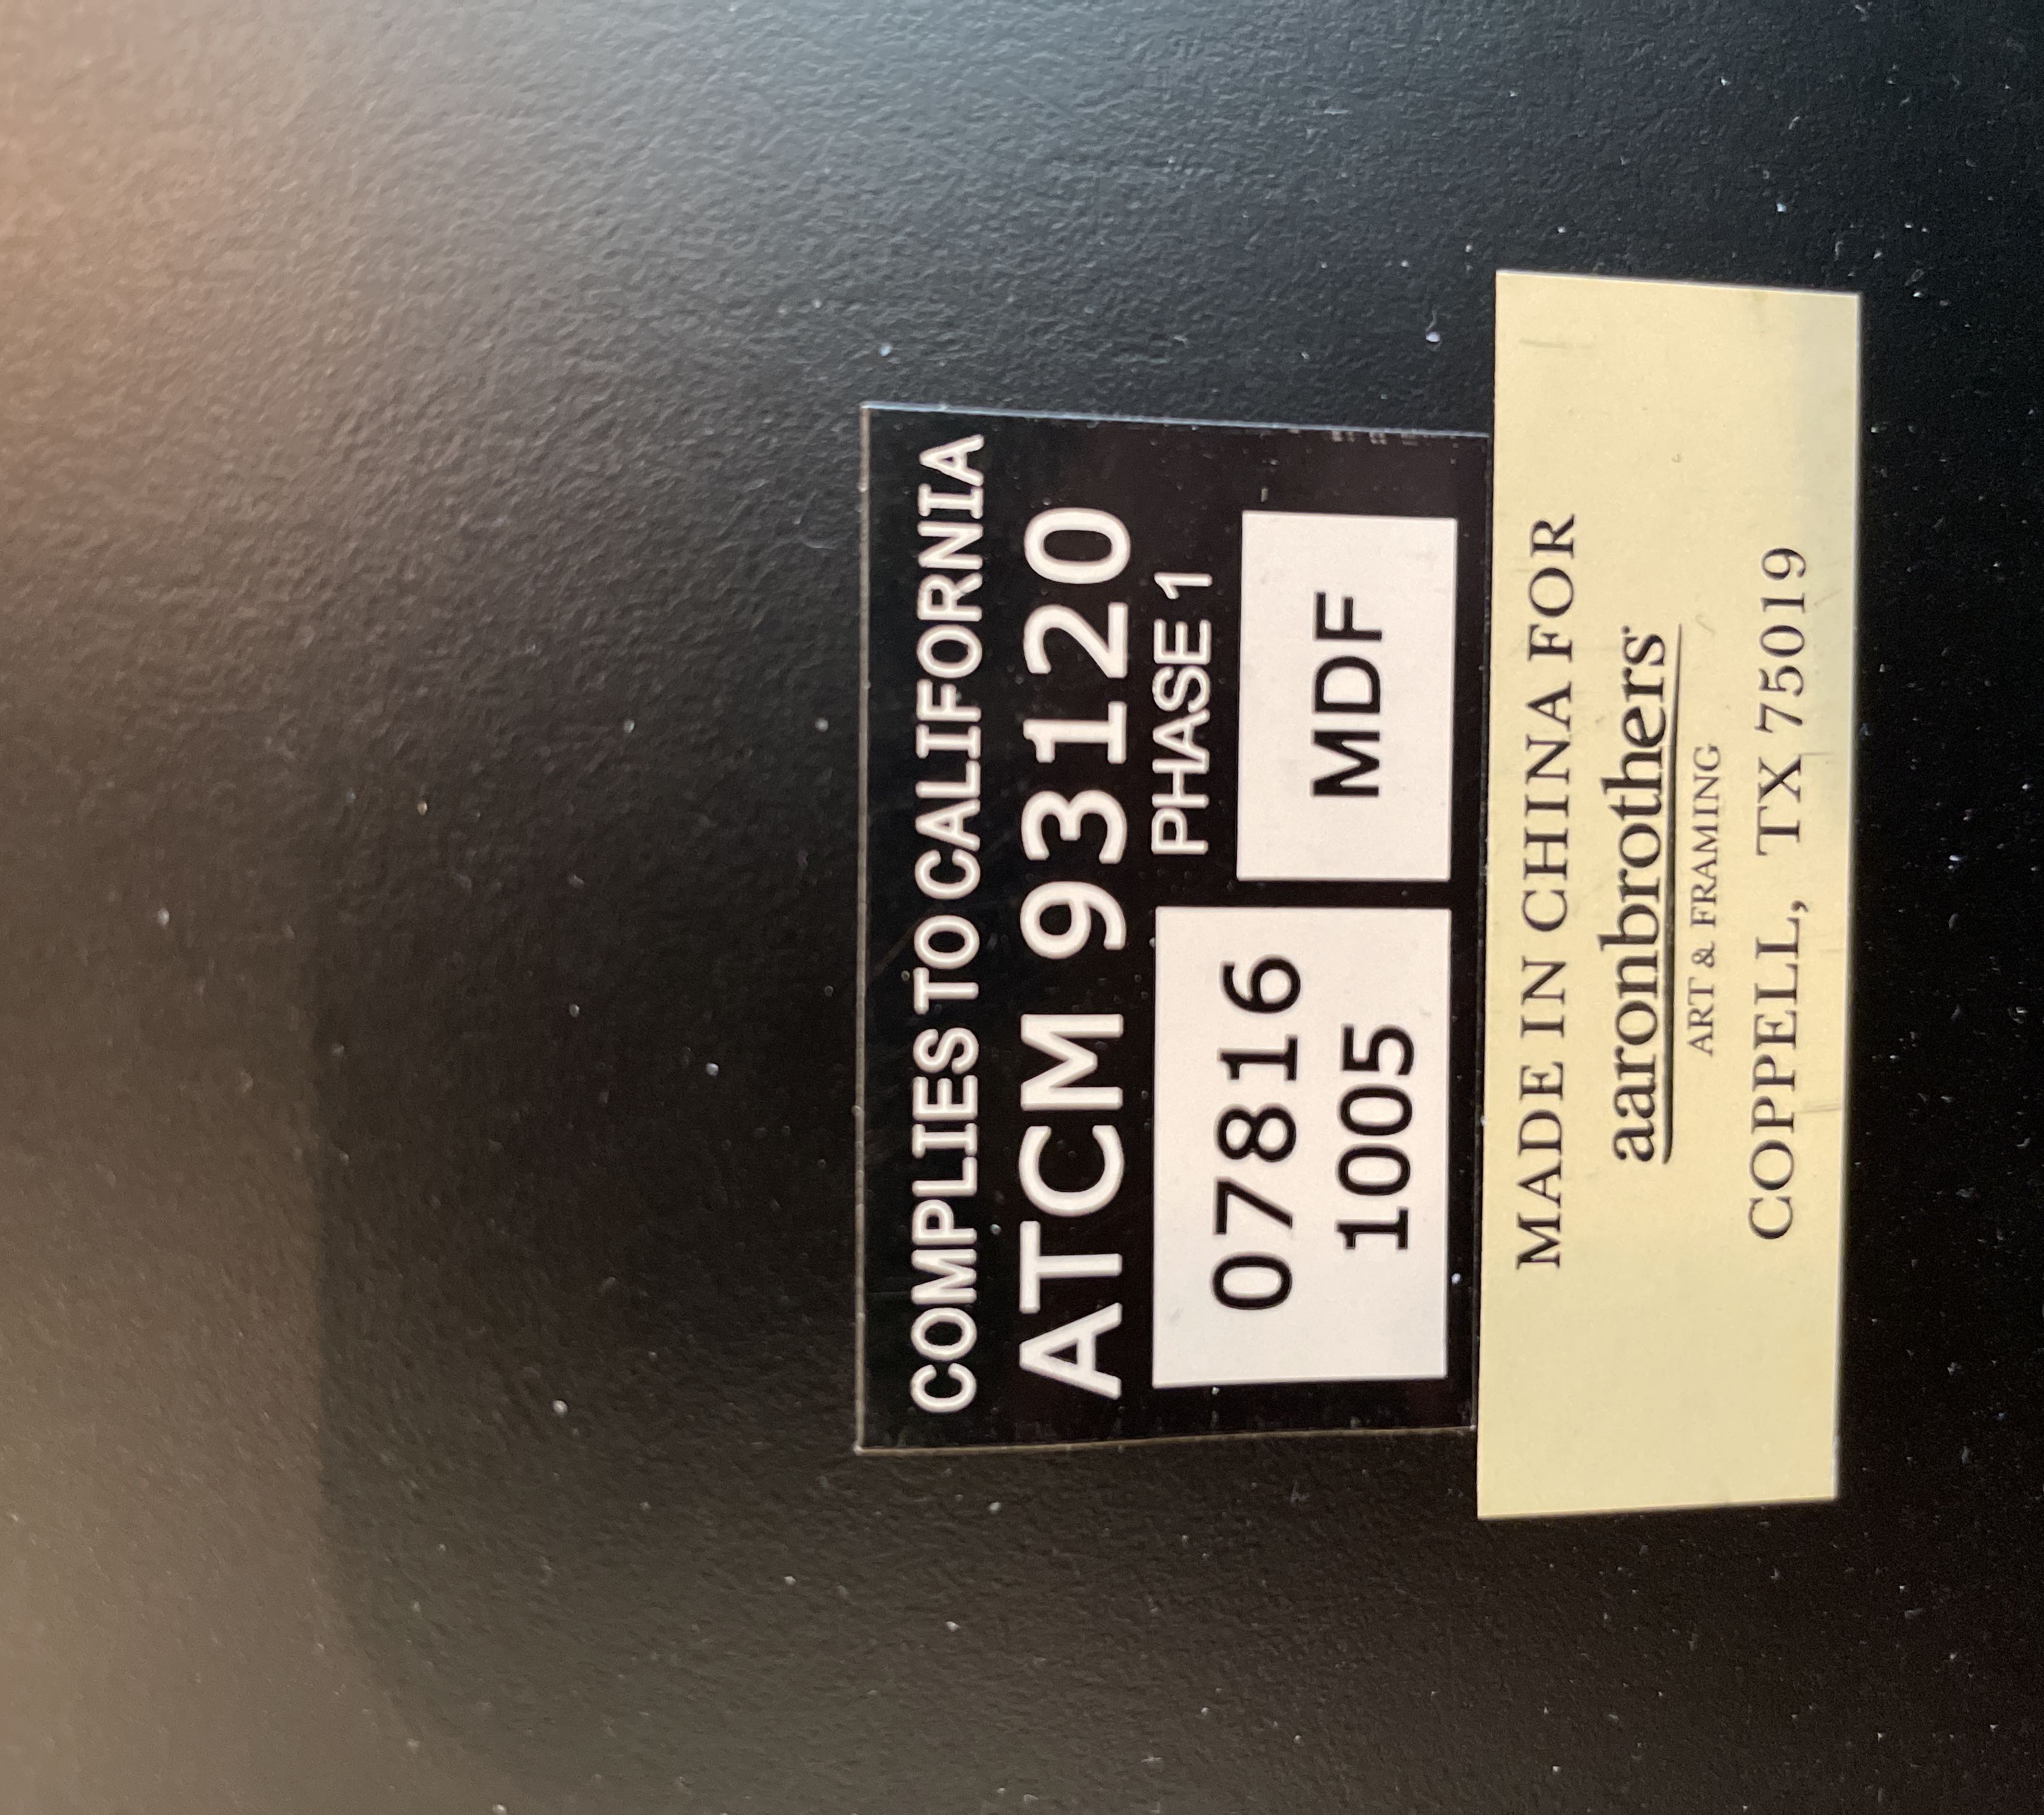 COMPLIES TO CALIFORNIA
ATCM 93120
PHASE 1
07816
1005
MDF
MADE IN CHINA FOR
aaronbrothers
ART & FRAMING
COPPELL, TX 75019